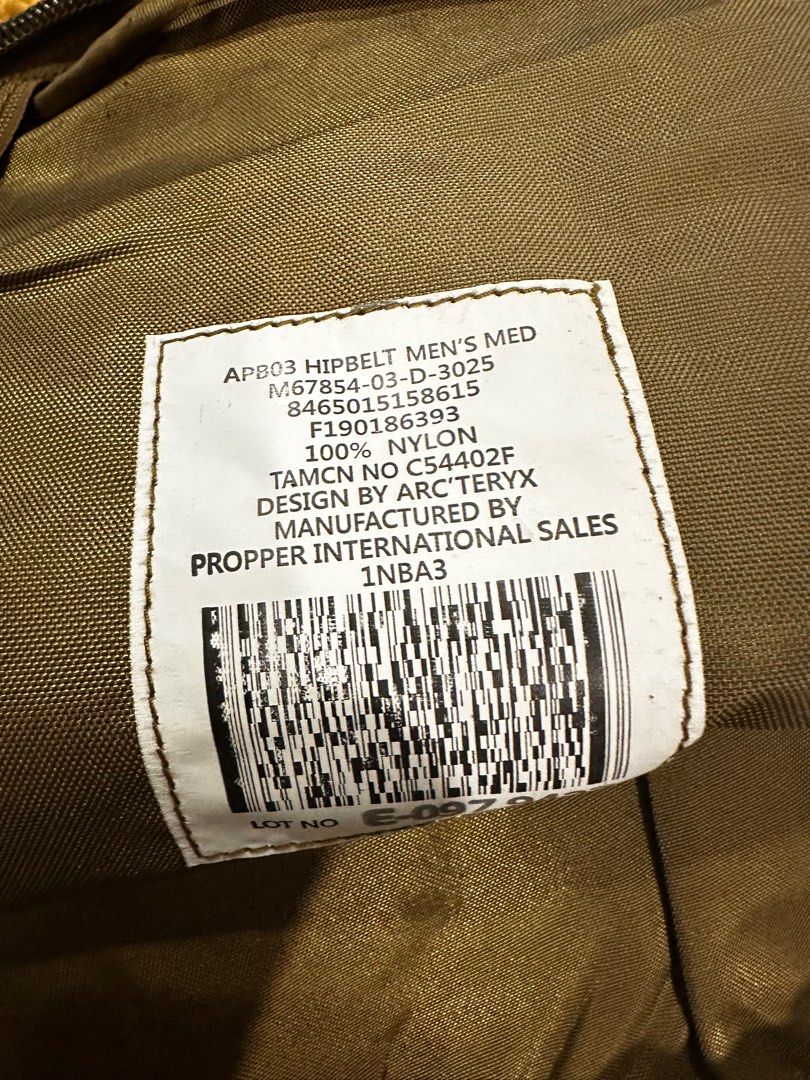 APB03 HIPBELT MEN'S MED
M67854-03-D-3025
8465015158615
F190186393
100% NYLON
TAMCN NO C54402F
DESIGN BY ARC'TERYX
MANUFACTURED BY
PROPPER INTERNATIONAL SALES
1NBA3
LOT NO